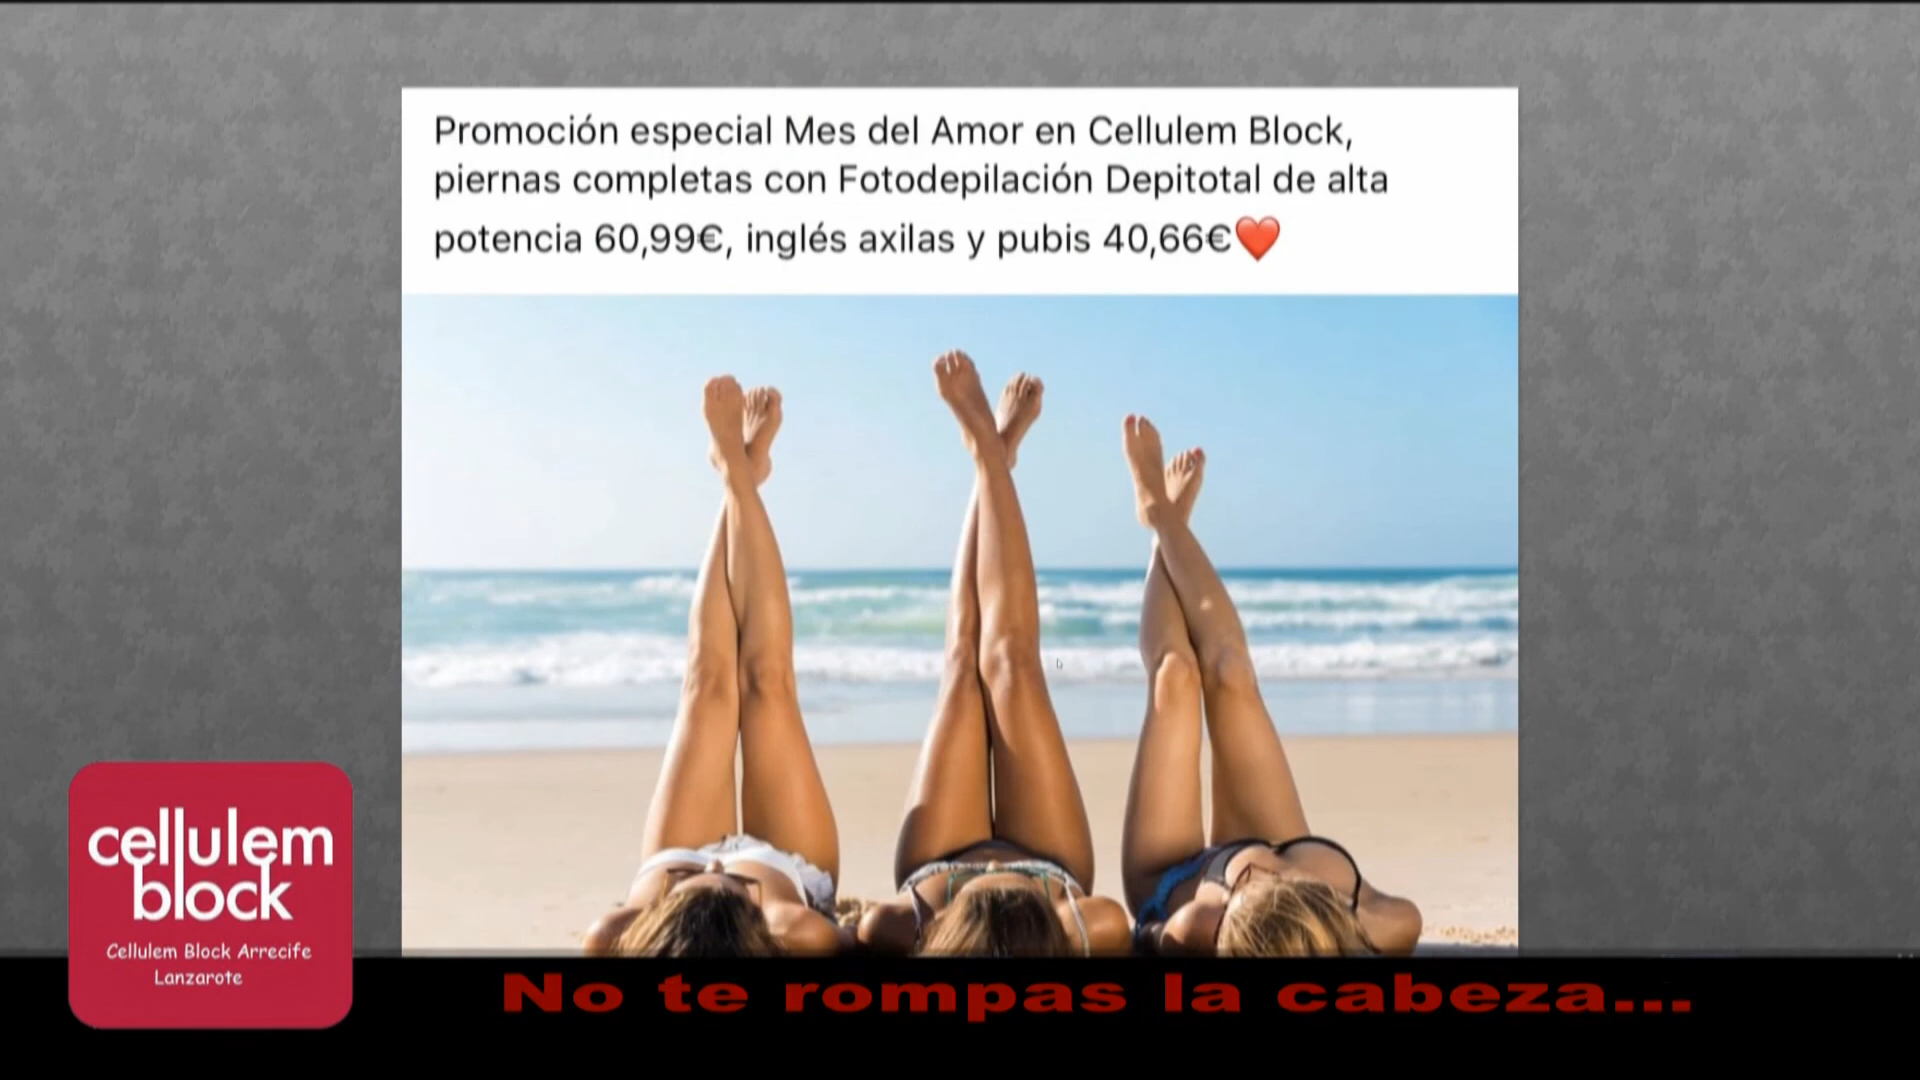 Promoción especial Mes del Amor en Cellulem Block,
piernas completas con Fotodepilación Depitotal de alta
potencia 60,99€, inglés axilas y pubis 40,66€❤️
cellulem
block
Cellulem Block Arrecife
Lanzarote
No te rompas la cabeza...